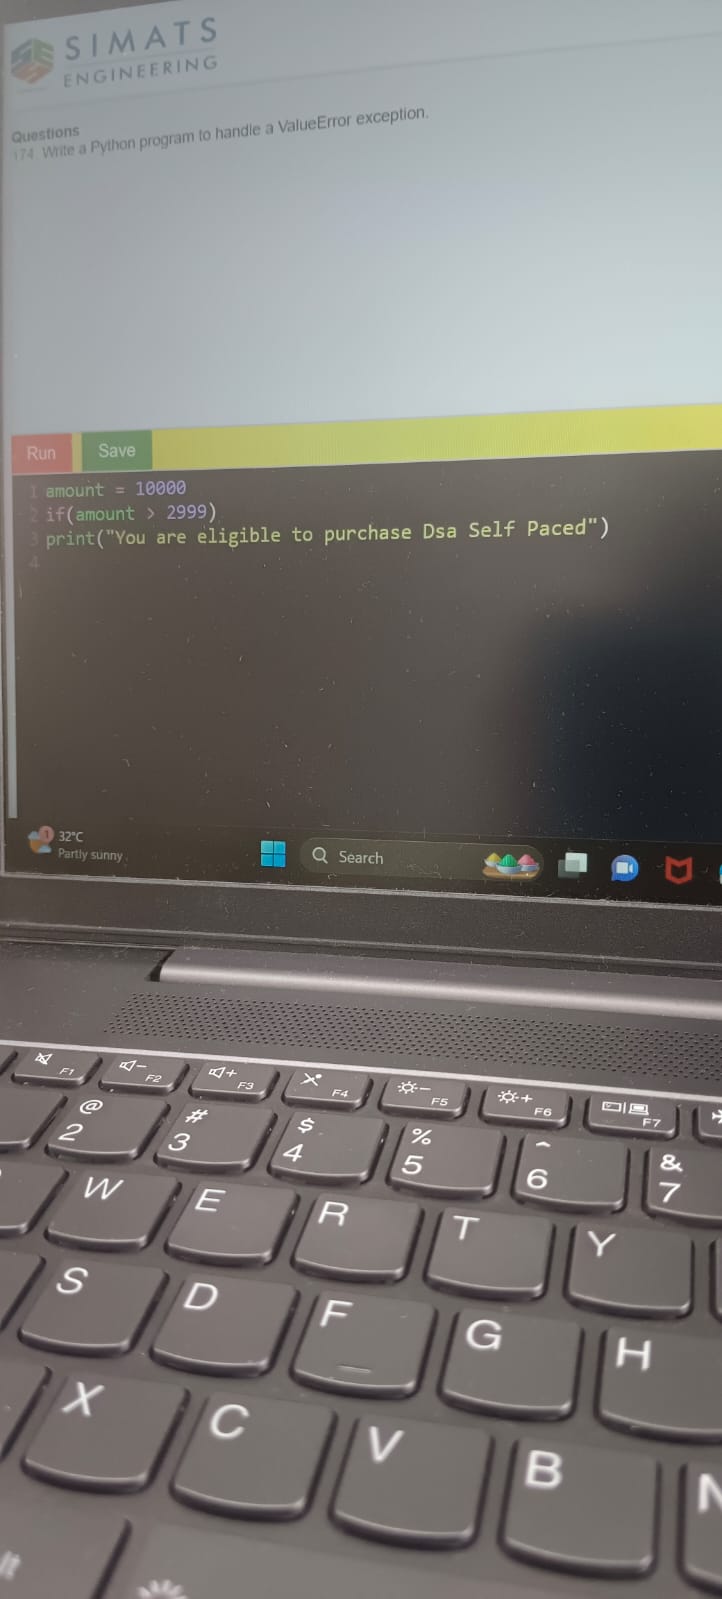 SIMATS
ENGINEERING
Questions
174. Write a Python program to handle a ValueError exception.
Run Save
1 amount = 10000
2 if(amount > 2999)
3 print("You are eligible to purchase Dsa Self Paced")
4
1
32°C
Partly sunny
Search
F1 F2 F3 F4 F5 F6 F7
@ # $ % ^ &
2 3 4 5 6 7
W E R T Y
S D F G H
X C V B N
lt